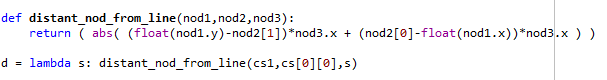 def distant_nod_from_line(nod1,nod2,nod3):
return ( abs( (float(nod1.y)-nod2[1])*nod3.x + (nod2[0]-float(nod1.x))*nod3.x ) )
d = lambda s: distant_nod_from_line(cs1,cs[0][0],s)